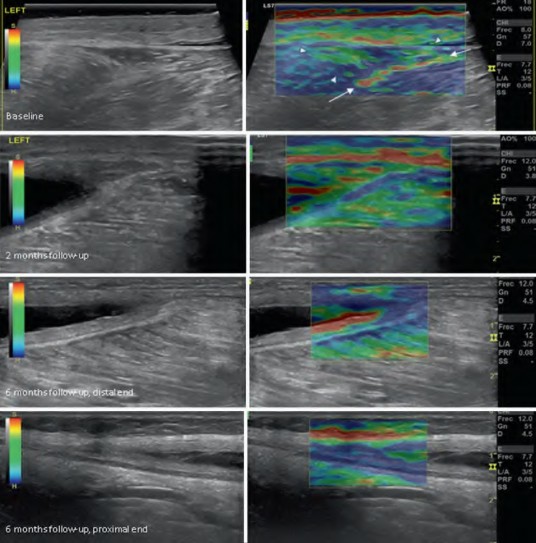 LEFT
S
Baseline
FR 18
AO% 100
CHI
Frec 8.0
Gn 57
D 7.0
E
Frec 7.7
T 12
L/A 3/5
PRF 0.08
SS -
LEFT
S
H
2 months follow-up
AO% 100
CHI
Frec 12.0
Gn 51
D 3.8
E
Frec 7.7
T 12
L/A 3/5
PRF 0.08
SS -
2
S
H
6 months follow-up, distal end
Frec 12.0
Gn 51
D 4.5
E
Frec 7.7
T 12
L/A 3/5
PRF 0.08
SS -
1
2
S
H
6 months follow-up, proximal end
Frec 12.0
Gn 51
D 4.5
E
Frec 7.7
T 12
L/A 3/5
PRF 0.08
SS -
1
2